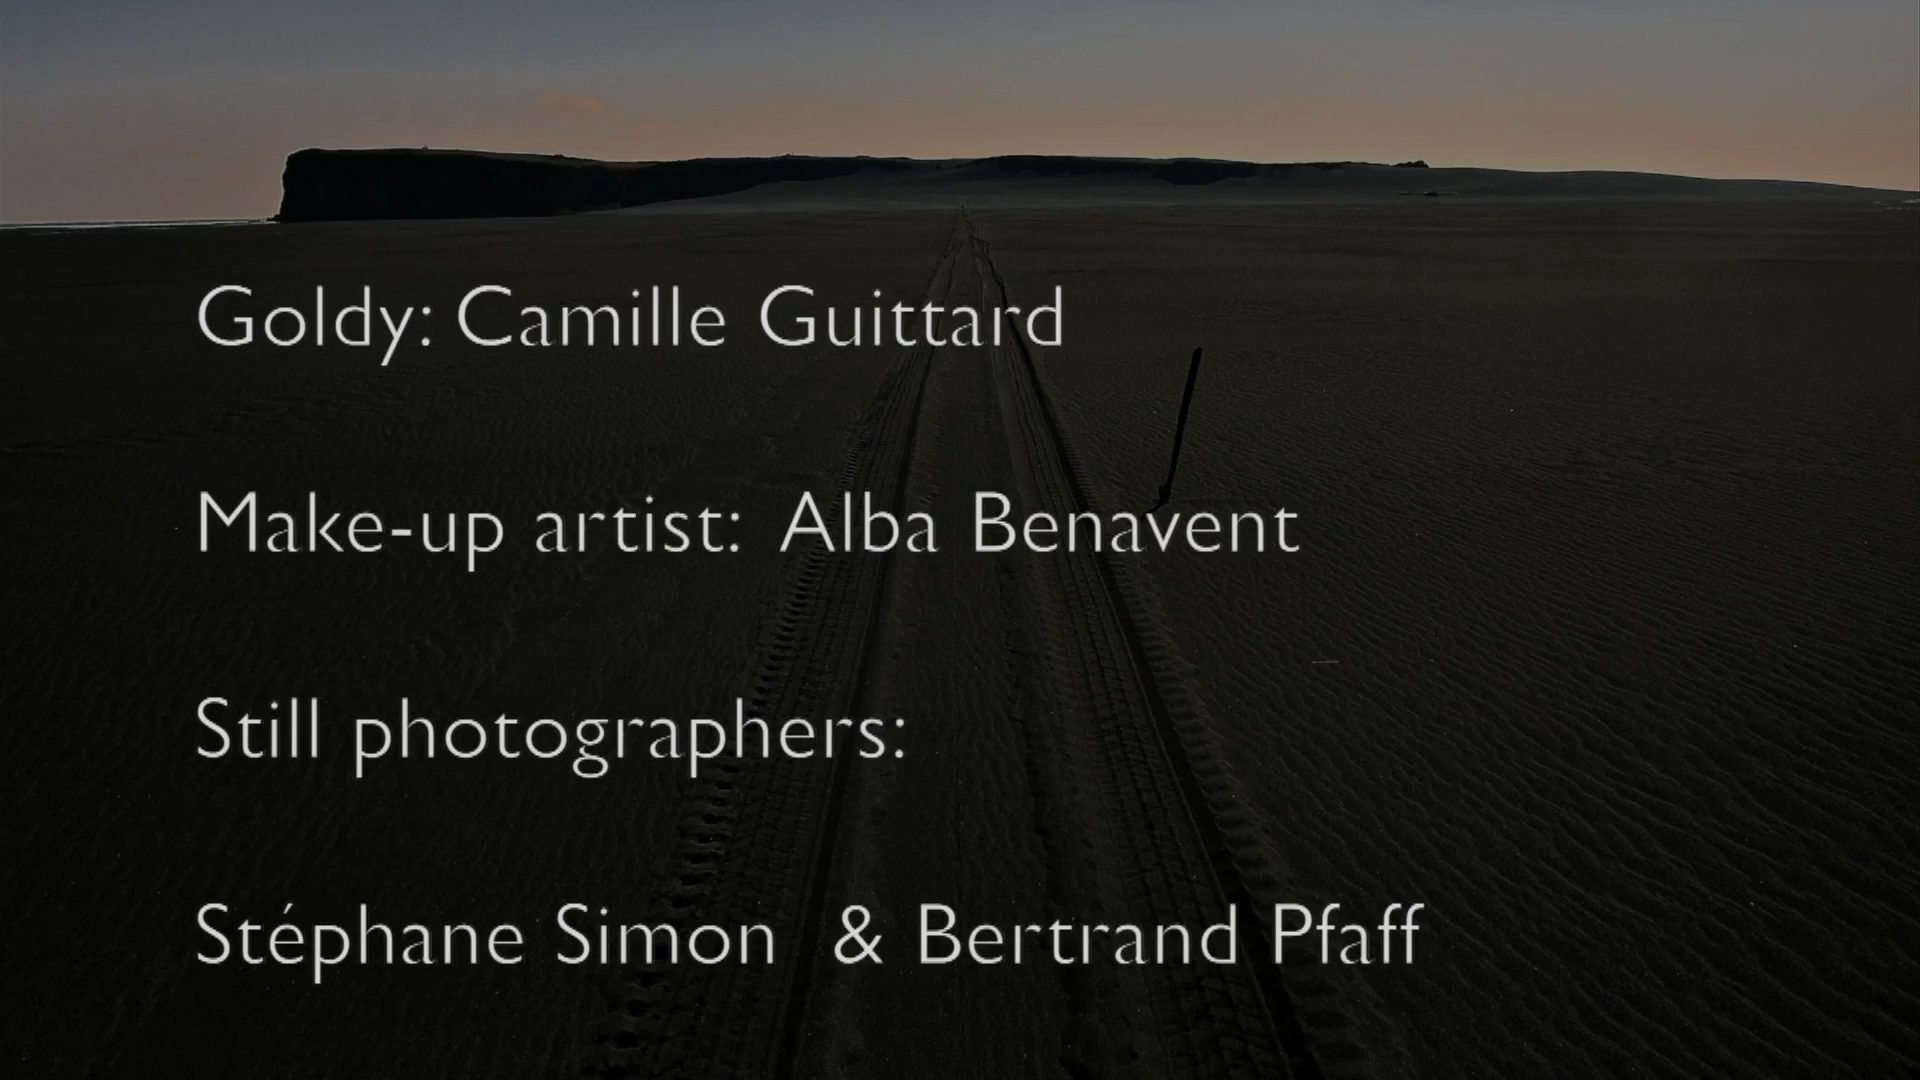 Goldy: Camille Guittard
Make-up artist: Alba Benavent
Still photographers:
Stéphane Simon & Bertrand Pfaff